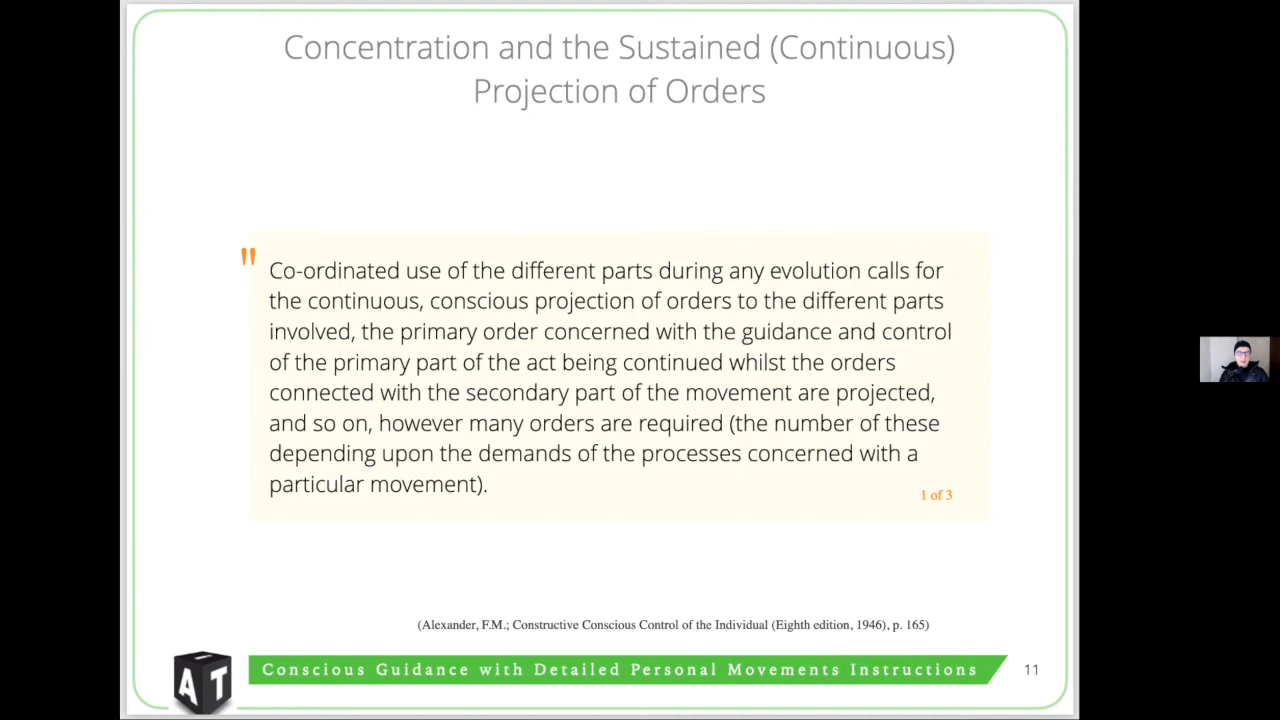 Concentration and the Sustained (Continuous)
Projection of Orders
"
Co-ordinated use of the different parts during any evolution calls for
the continuous, conscious projection of orders to the different parts
involved, the primary order concerned with the guidance and control
of the primary part of the act being continued whilst the orders
connected with the secondary part of the movement are projected,
and so on, however many orders are required (the number of these
depending upon the demands of the processes concerned with a
particular movement).
1 of 3
(Alexander, F.M.; Constructive Conscious Control of the Individual (Eighth edition, 1946), p. 165)
A T
Conscious Guidance with Detailed Personal Movements Instructions
11